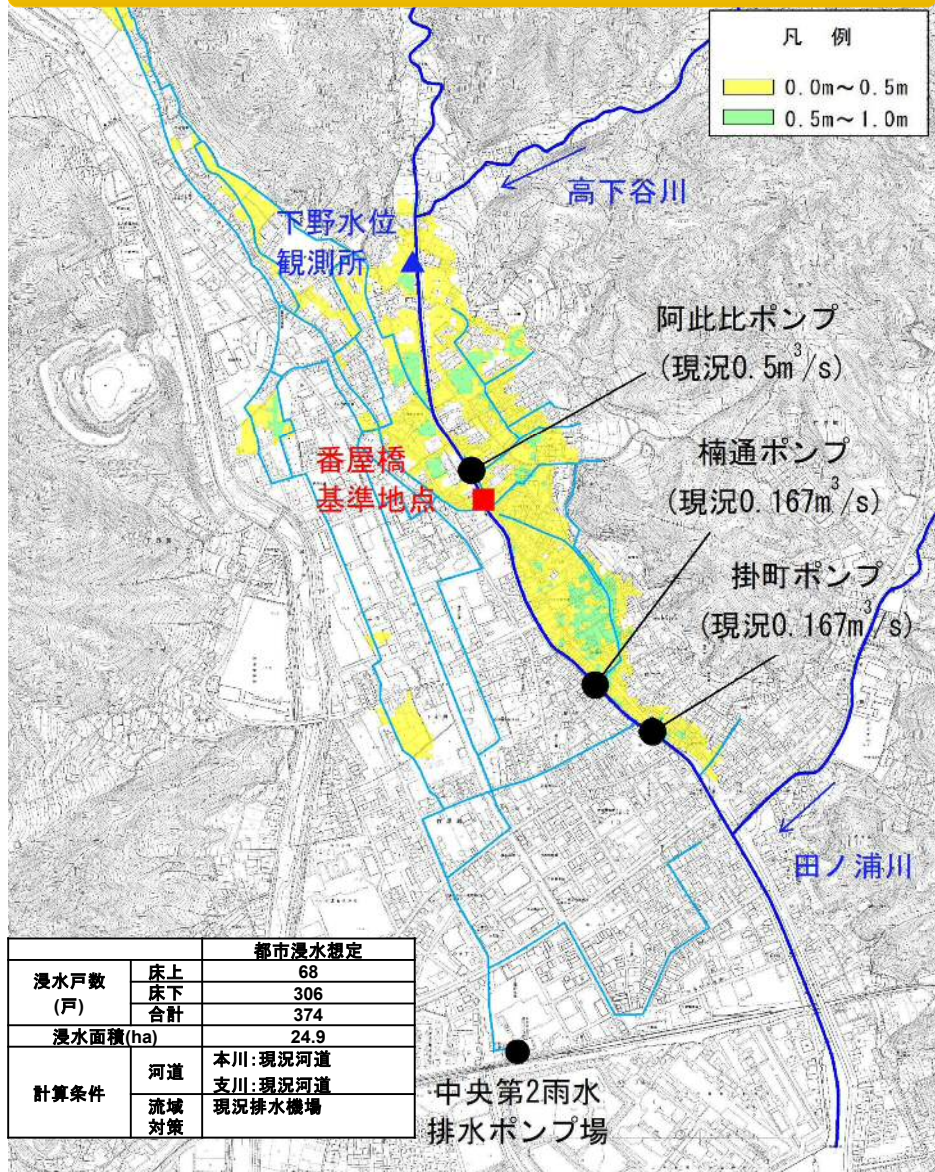 凡 例
0.0m～0.5m
0.5m～1.0m
高下谷川
下野水位
観測所
阿此比ポンプ
(現況0.5m³/s)
楠通ポンプ
(現況0.167m³/s)
番屋橋
基準地点
掛町ポンプ
(現況0.167m³/s)
田ノ浦川
都市浸水想定
浸水戸数
(戸)
床上 68
床下 306
合計 374
浸水面積(ha) 24.9
計算条件
河道
本川:現況河道
支川:現況河道
流域
対策
現況排水機場
中央第2雨水
排水ポンプ場